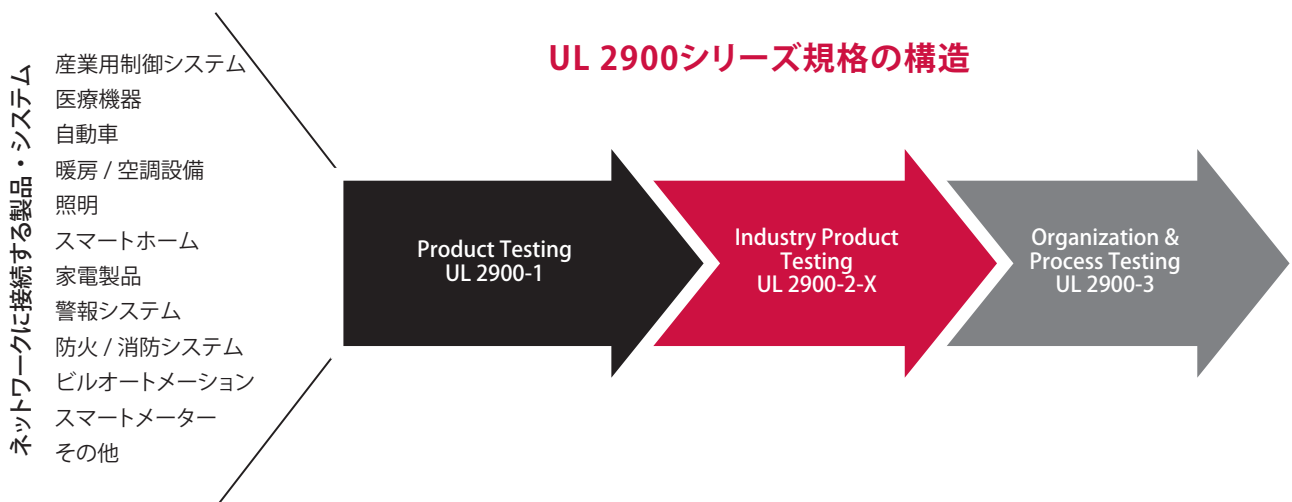 UL 2900シリーズ規格の構造
ネットワークに接続する製品・システム
産業用制御システム
医療機器
自動車
暖房 / 空調設備
照明
スマートホーム
家電製品
警報システム
防火 / 消防システム
ビルオートメーション
スマートメーター
その他
Product Testing
UL 2900-1
Industry Product
Testing
UL 2900-2-X
Organization &
Process Testing
UL 2900-3